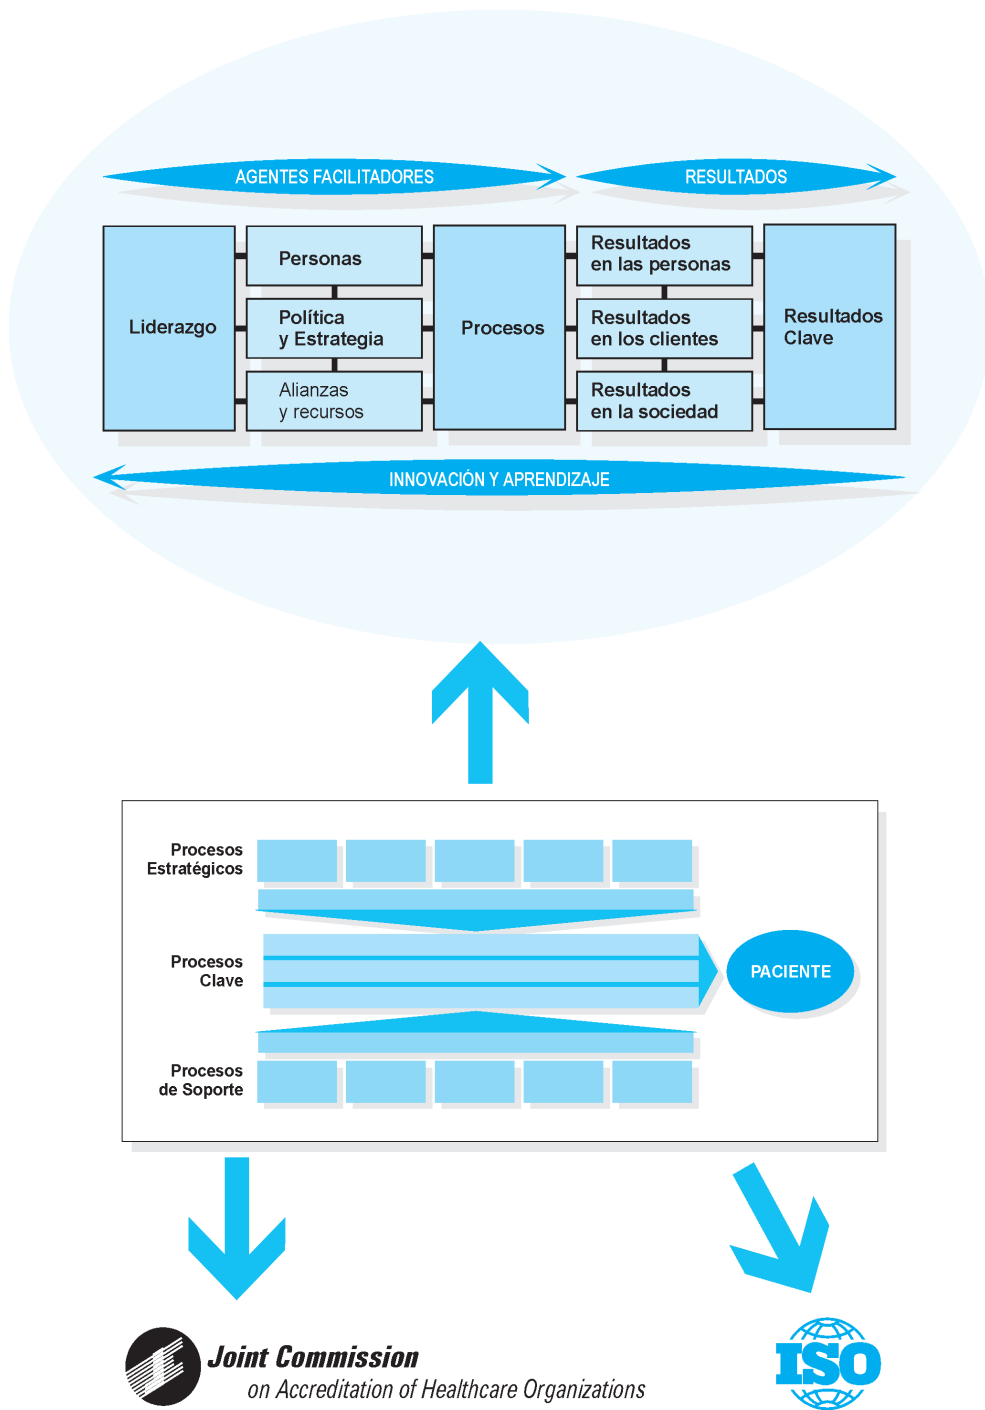 AGENTES FACILITADORES
RESULTADOS
Liderazgo
Personas
Política
y Estrategia
Alianzas
y recursos
Procesos
Resultados
en las personas
Resultados
en los clientes
Resultados
en la sociedad
Resultados
Clave
INNOVACIÓN Y APRENDIZAJE
Procesos
Estratégicos
Procesos
Clave
PACIENTE
Procesos
de Soporte
Joint Commission
on Accreditation of Healthcare Organizations
ISO